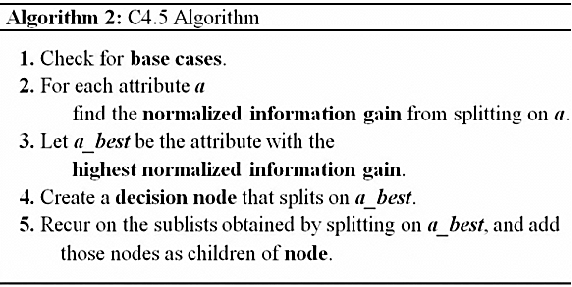 Algorithm 2: C4.5 Algorithm
1. Check for base cases.
2. For each attribute a
find the normalized information gain from splitting on a.
3. Let a_best be the attribute with the
highest normalized information gain.
4. Create a decision node that splits on a_best.
5. Recur on the sublists obtained by splitting on a_best, and add
those nodes as children of node.